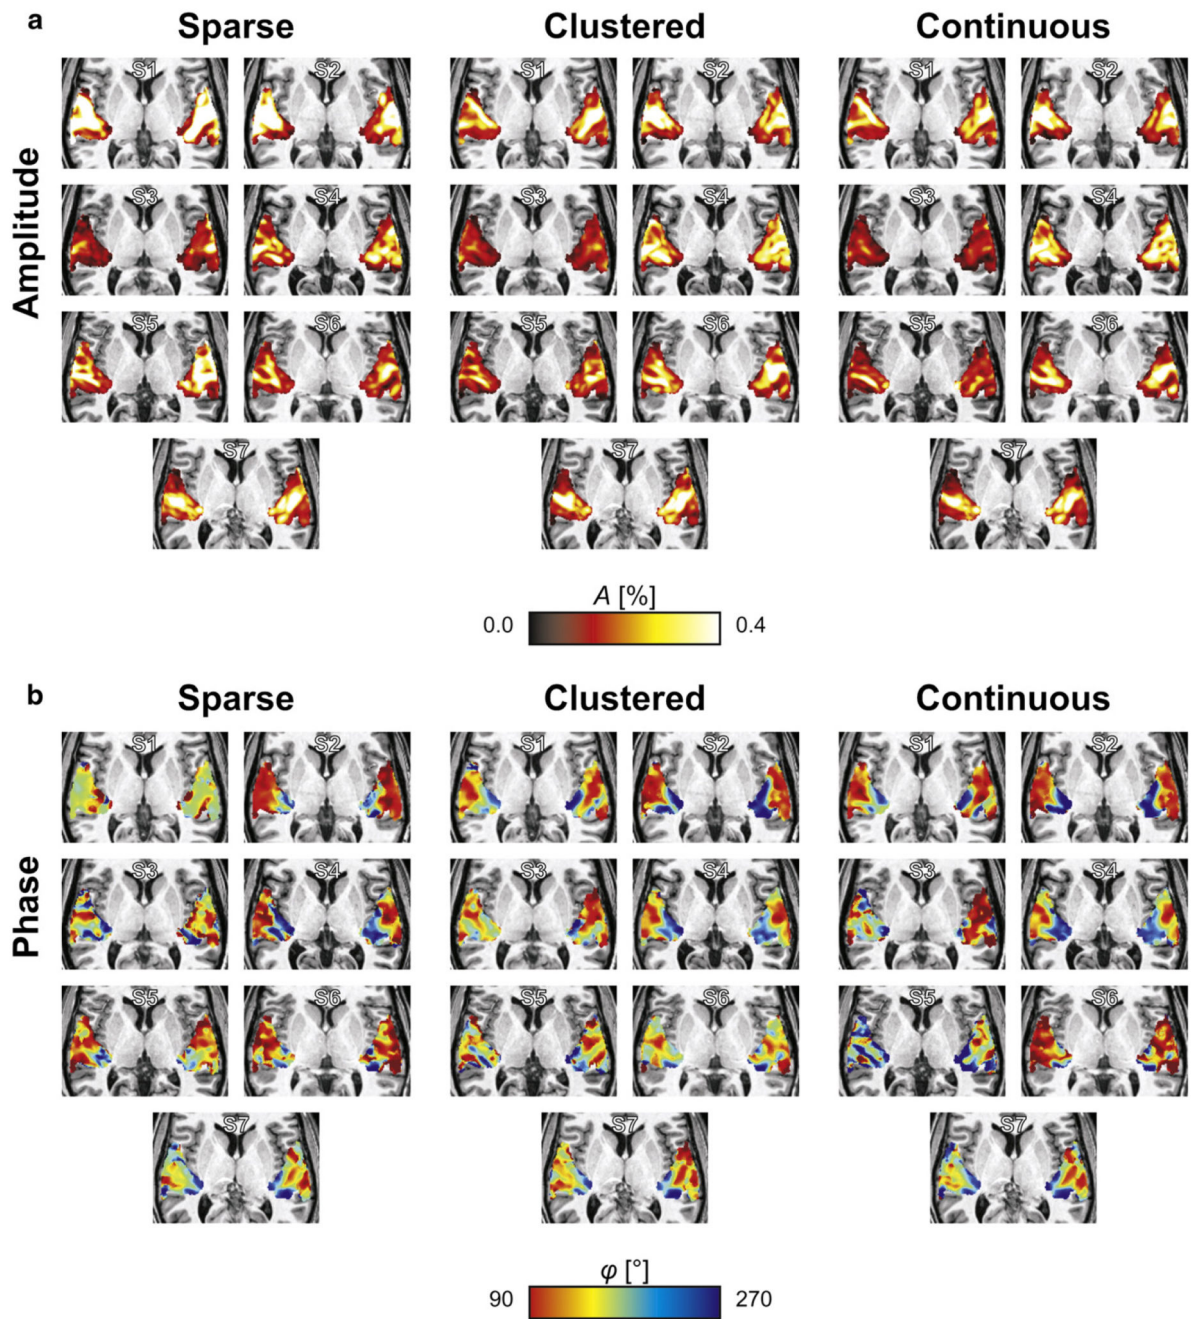 a
Sparse Clustered Continuous
Amplitude
S1 S2 S1 S2 S1 S2
S3 S4 S3 S4 S3 S4
S5 S6 S5 S6 S5 S6
S7 S7 S7
A [%]
0.0 0.4
b
Sparse Clustered Continuous
Phase
S1 S2 S1 S2 S1 S2
S3 S4 S3 S4 S3 S4
S5 S6 S5 S6 S5 S6
S7 S7 S7
φ [°]
90 270